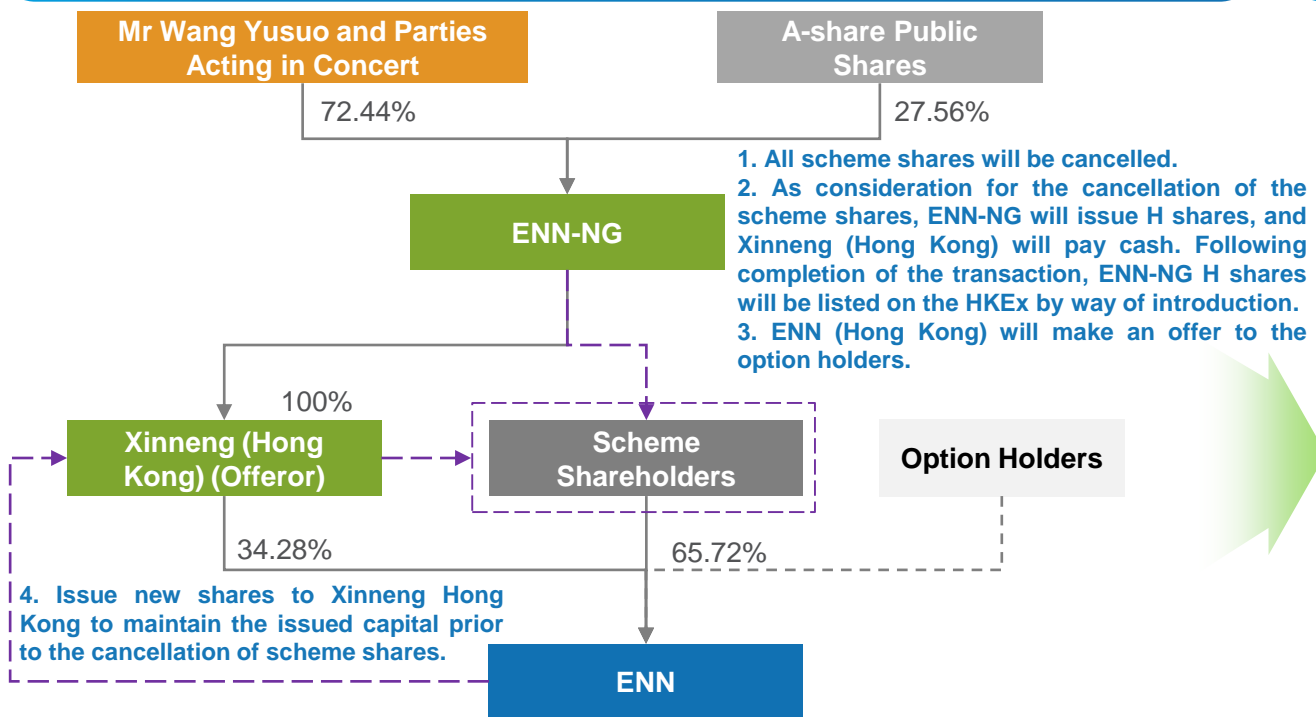 Mr Wang Yusuo and Parties
Acting in Concert
A-share Public
Shares
72.44%
27.56%
1. All scheme shares will be cancelled.
2. As consideration for the cancellation of the
scheme shares, ENN-NG will issue H shares, and
Xinneng (Hong Kong) will pay cash. Following
completion of the transaction, ENN-NG H shares
will be listed on the HKEx by way of introduction.
3. ENN (Hong Kong) will make an offer to the
option holders.
ENN-NG
100%
Xinneng (Hong
Kong) (Offeror)
Scheme
Shareholders
Option Holders
34.28%
65.72%
4. Issue new shares to Xinneng Hong
Kong to maintain the issued capital prior
to the cancellation of scheme shares.
ENN